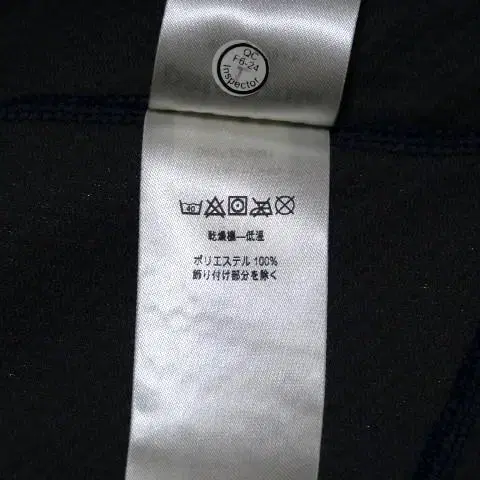 QC
F6-24
Inspector
40
乾燥機—低温
ポリエステル 100%
飾り付け部分を除く